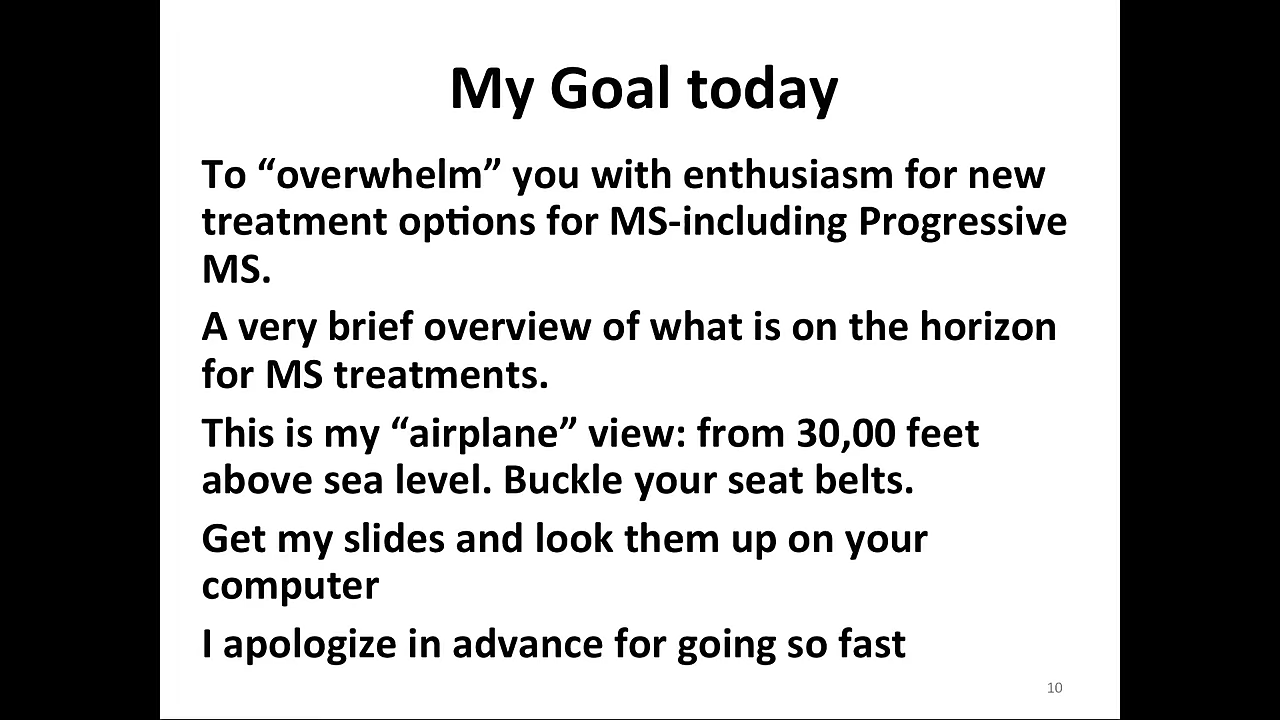 My Goal today
To “overwhelm” you with enthusiasm for new
treatment options for MS-including Progressive
MS.
A very brief overview of what is on the horizon
for MS treatments.
This is my “airplane” view: from 30,00 feet
above sea level. Buckle your seat belts.
Get my slides and look them up on your
computer
I apologize in advance for going so fast
10